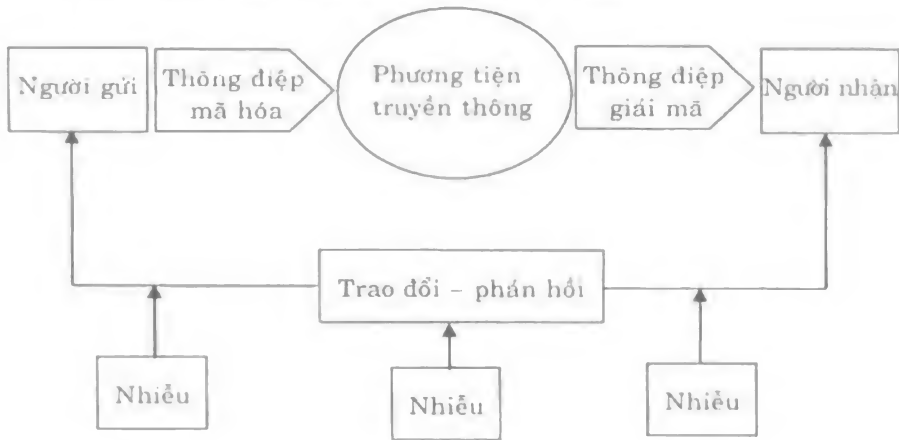 Người gửi
Thông điệp
mã hóa
Phương tiện
truyền thông
Thông điệp
giải mã
Người nhận
Trao đổi – phản hồi
Nhiễu
Nhiễu
Nhiễu